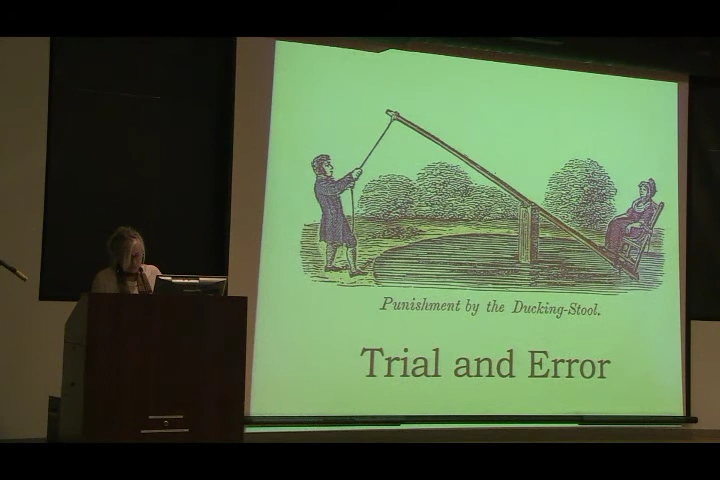 Punishment by the Ducking-Stool.
Trial and Error